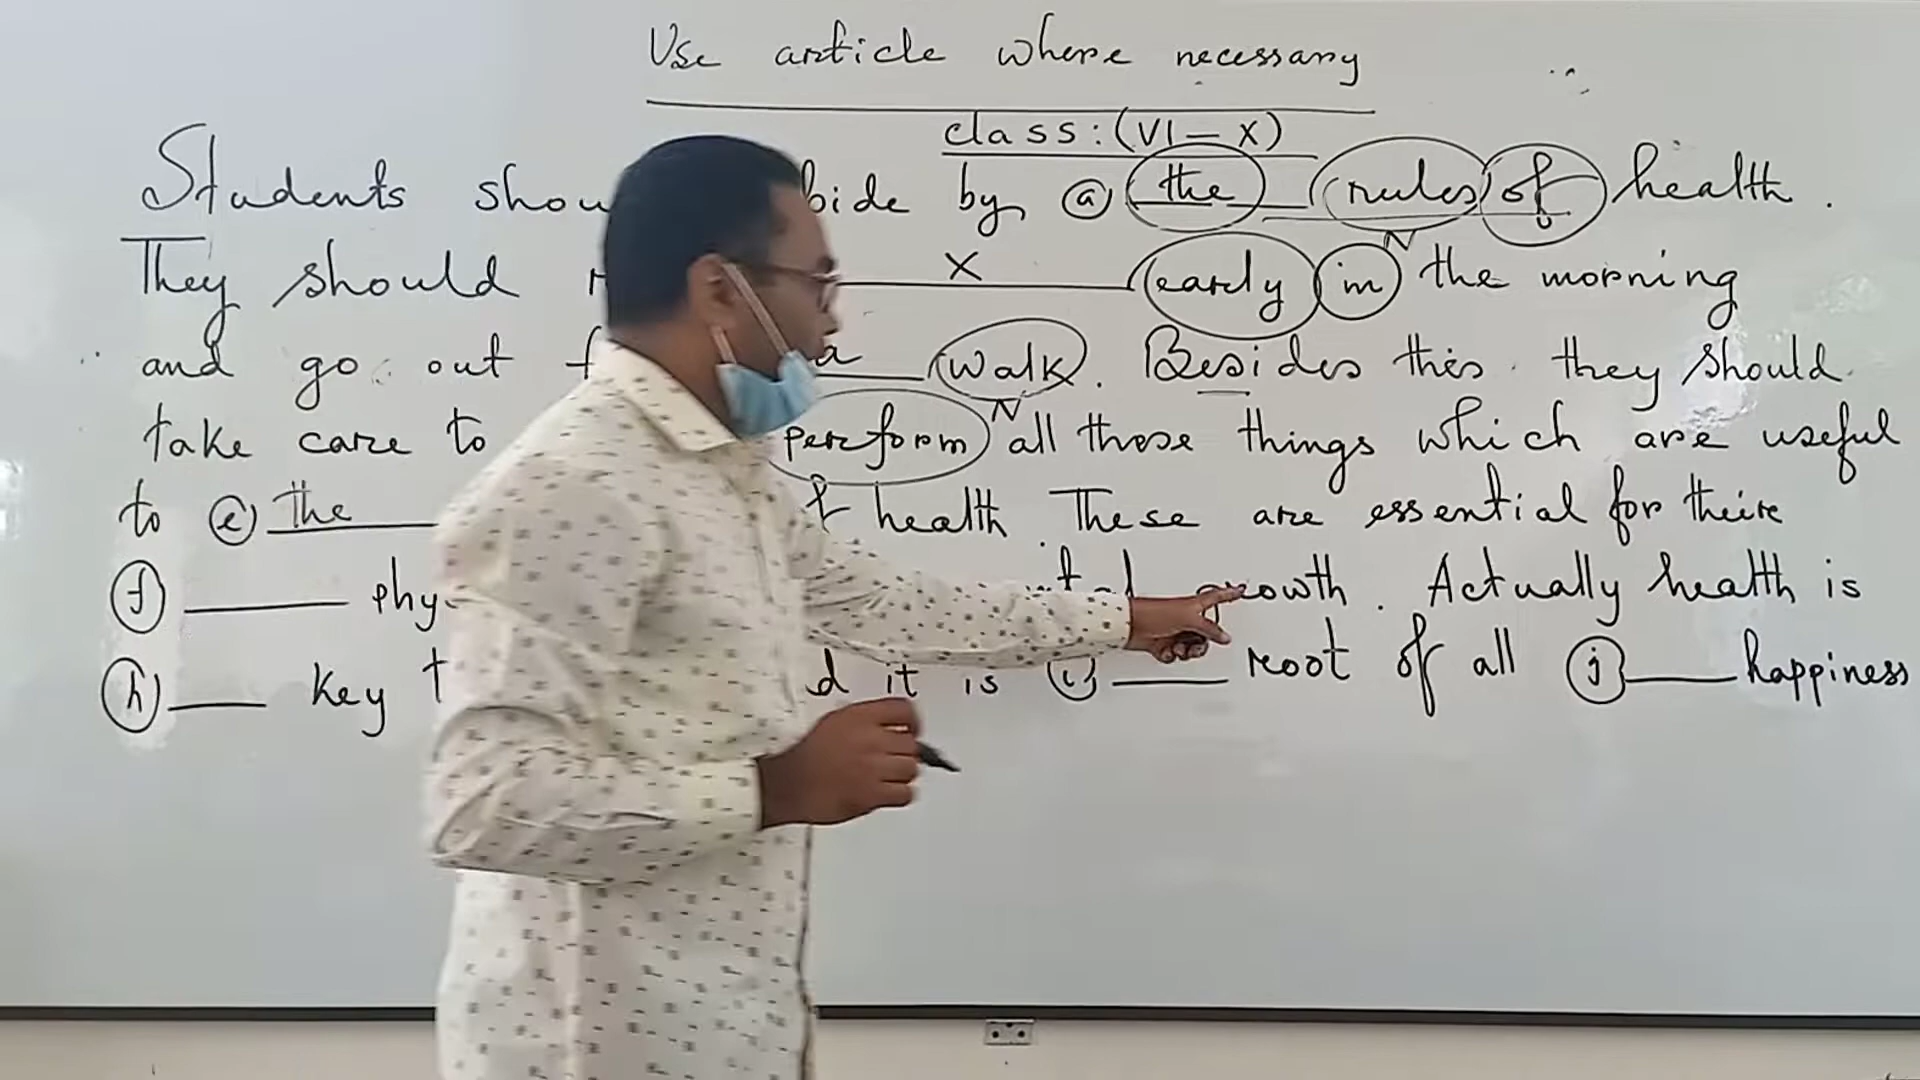 Use article where necessary
class: (VI – X)
Students shou bide by (a) the rules of health.
They should x early in the morning
and go out a walk. Besides this they should
take care to perform all those things which are useful
to (e) the health. These are essential for their
(f) phy growth. Actually health is
(h) key it is (i) root of all (j) happiness